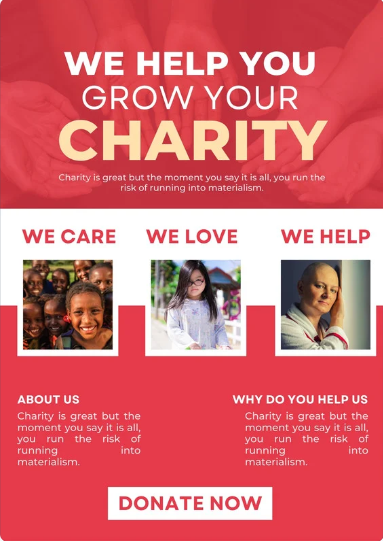 WE HELP YOU
GROW YOUR
CHARITY
Charity is great but the moment you say it is all, you run the
risk of running into materialism.
WE CARE
WE LOVE
WE HELP
ABOUT US
Charity is great but the
moment you say it is all,
you run the risk of
running into
materialism.
WHY DO YOU HELP US
Charity is great but the
moment you say it is all,
you run the risk of
running into
materialism.
DONATE NOW